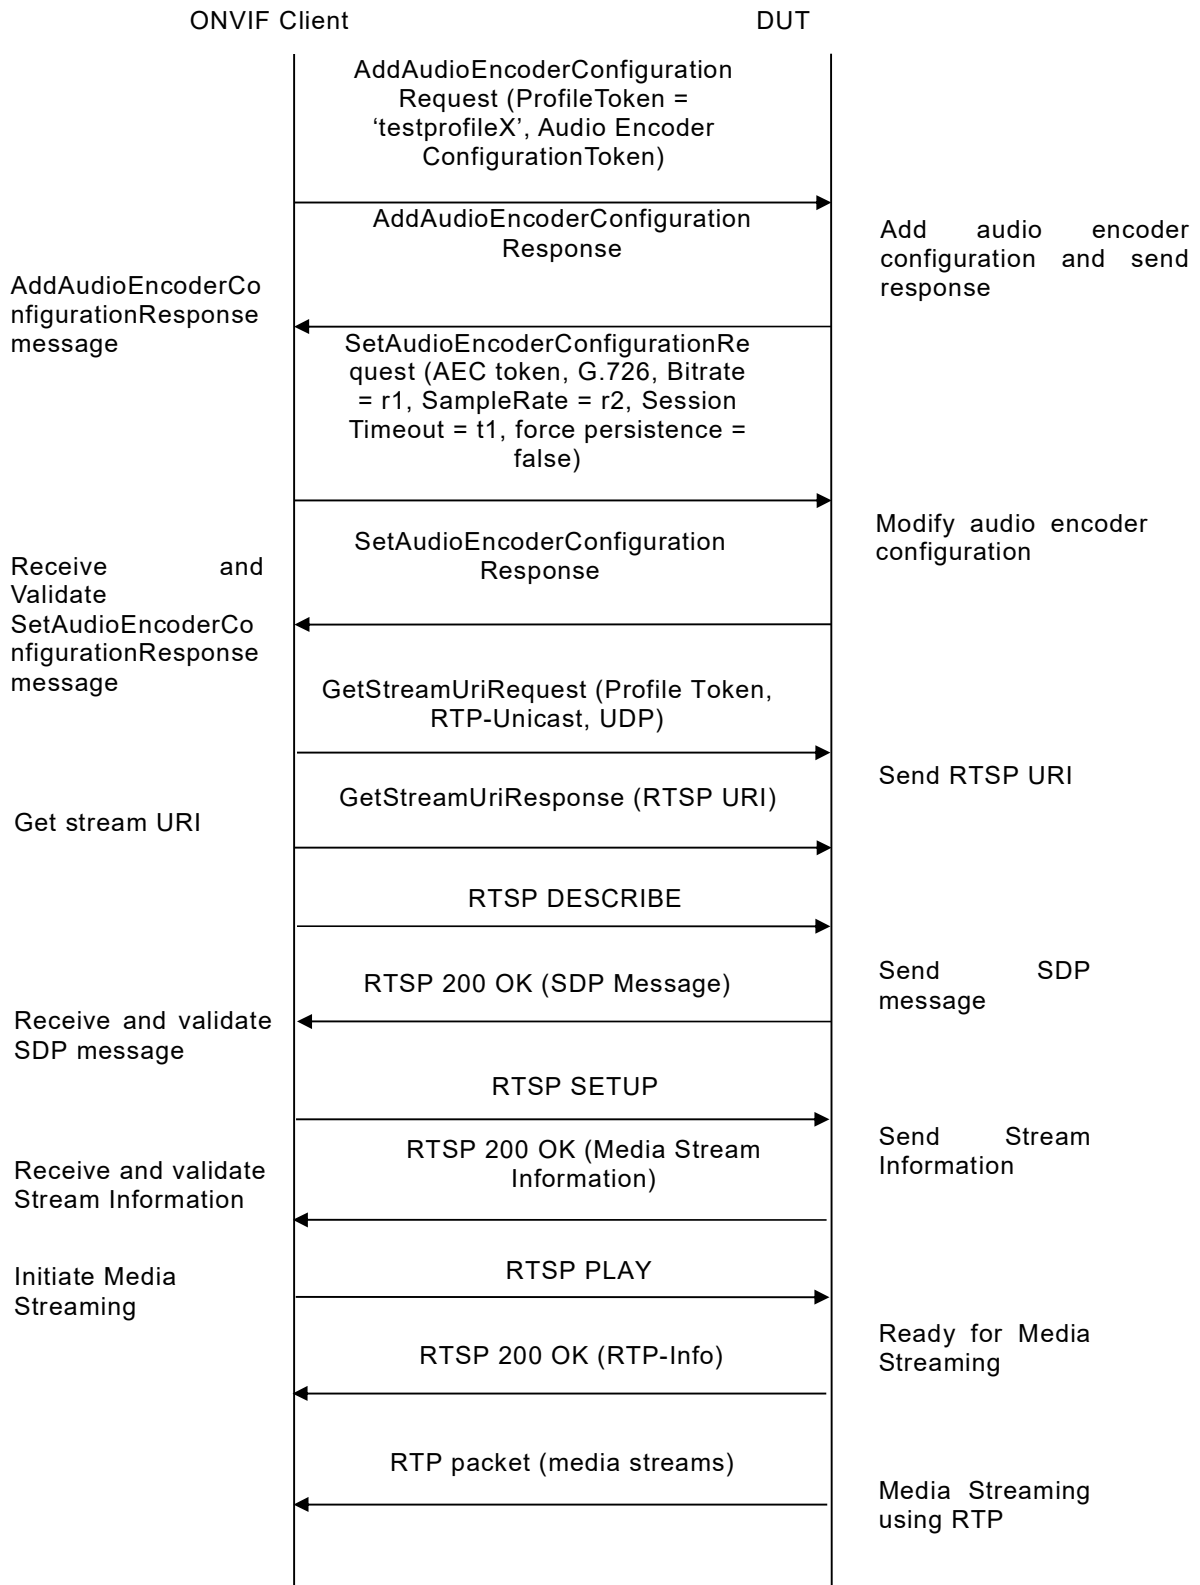 ONVIF Client
DUT
AddAudioEncoderConfiguration
Request (ProfileToken =
‘testprofileX’, Audio Encoder
ConfigurationToken)
AddAudioEncoderConfiguration
Response
Add audio encoder
configuration and send
response
AddAudioEncoderCo
nfigurationResponse
message
SetAudioEncoderConfigurationRe
quest (AEC token, G.726, Bitrate
= r1, SampleRate = r2, Session
Timeout = t1, force persistence =
false)
Modify audio encoder
configuration
SetAudioEncoderConfiguration
Response
Receive and
Validate
SetAudioEncoderCo
nfigurationResponse
message
GetStreamUriRequest (Profile Token,
RTP-Unicast, UDP)
Send RTSP URI
GetStreamUriResponse (RTSP URI)
Get stream URI
RTSP DESCRIBE
Send SDP
message
RTSP 200 OK (SDP Message)
Receive and validate
SDP message
RTSP SETUP
Send Stream
Information
RTSP 200 OK (Media Stream
Information)
Receive and validate
Stream Information
RTSP PLAY
Initiate Media
Streaming
Ready for Media
Streaming
RTSP 200 OK (RTP-Info)
RTP packet (media streams)
Media Streaming
using RTP